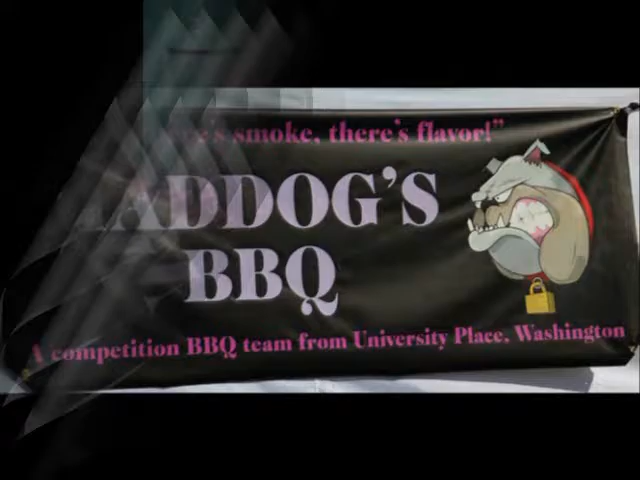 smoke, there's flavor!"
ADDOG'S
BBQ
A competition BBQ team from University Place, Washington